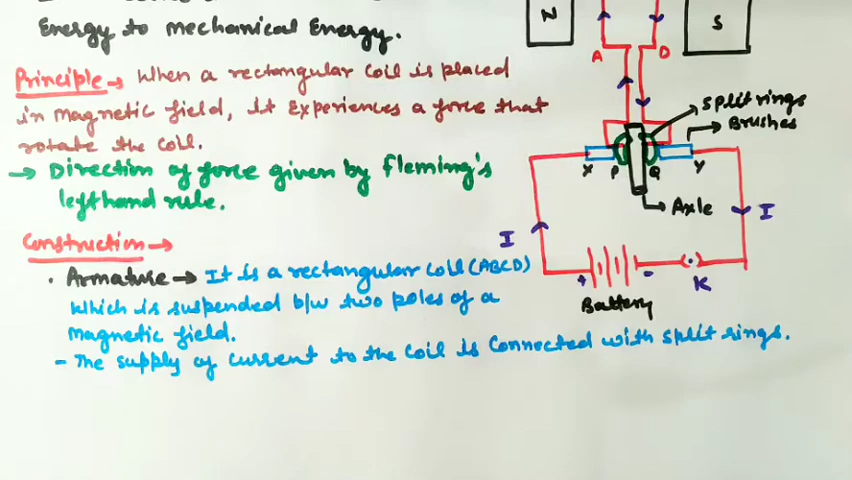 Energy to mechanical Energy.
Principle → When a rectangular coil is placed
in magnetic field, it experiences a force that
rotate the coil.
→ Direction of force given by fleming's
lefthand rule.
Construction →
• Armature → It is a rectangular coil (ABCD)
which is suspended b/w two poles of a
magnetic field.
- The supply of current to the coil is connected with split rings.
N
S
A
D
split rings
Brushes
X
P
Q
Y
Axle
I
I
+
-
K
Battery